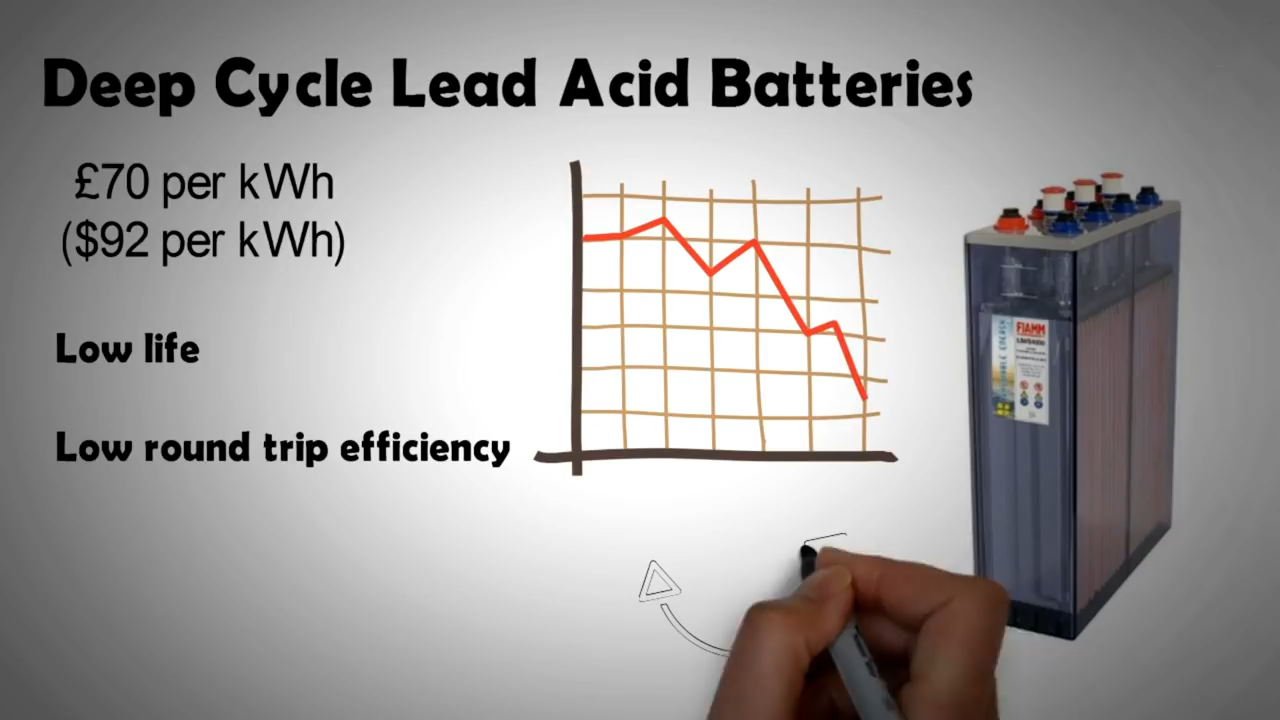 Deep Cycle Lead Acid Batteries
£70 per kWh
($92 per kWh)
Low life
Low round trip efficiency
FIAMM